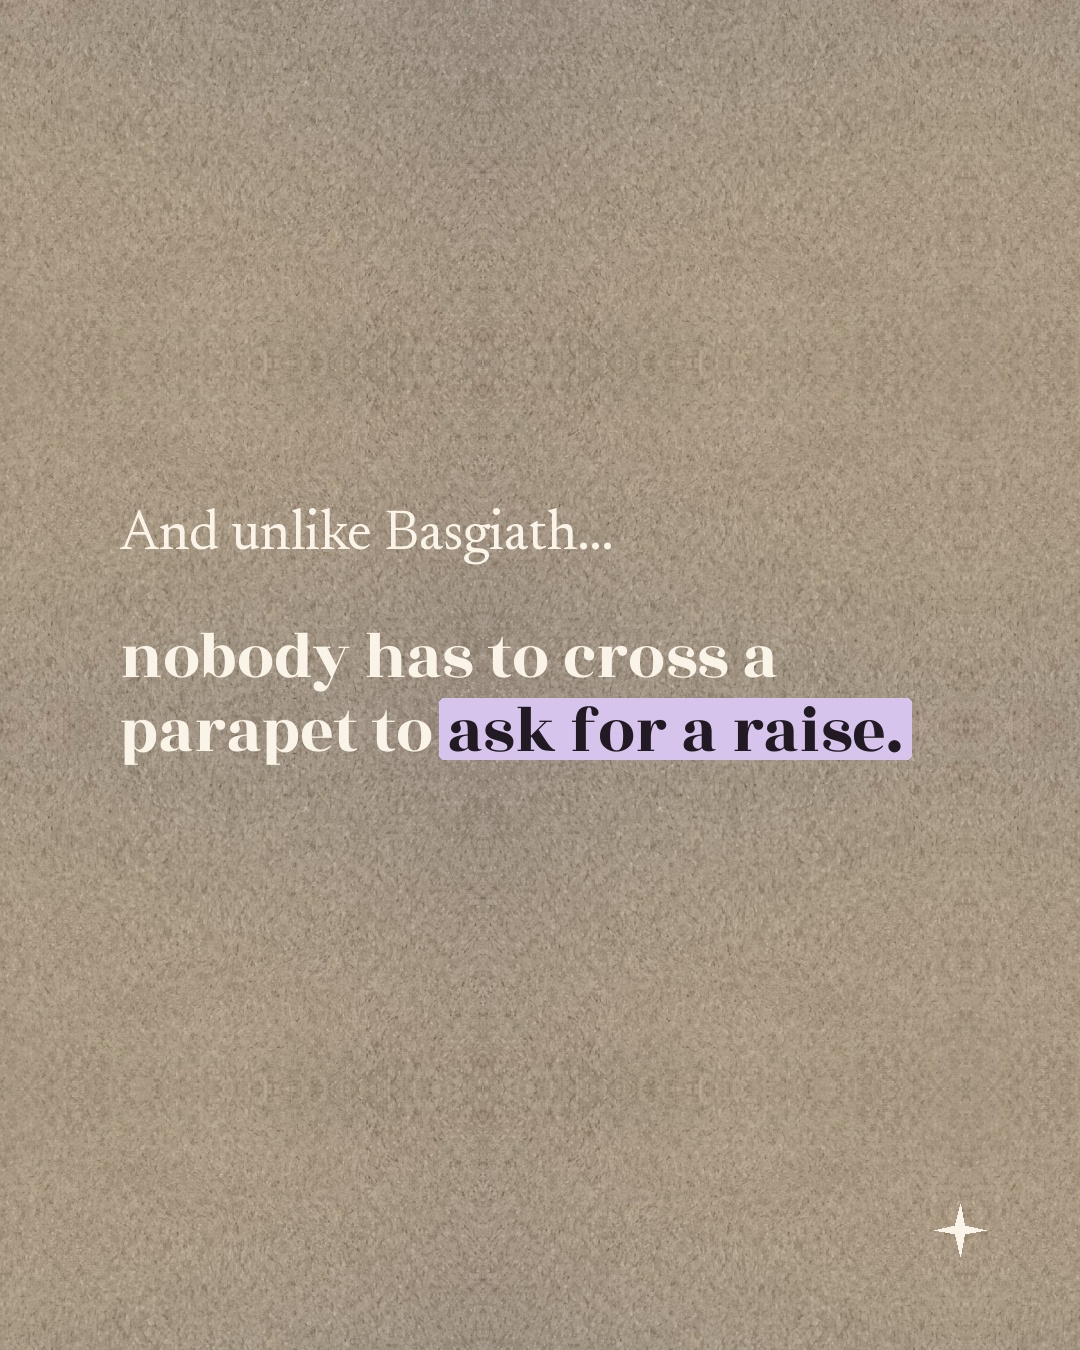 And unlike Basgiath...
nobody has to cross a
parapet to ask for a raise.